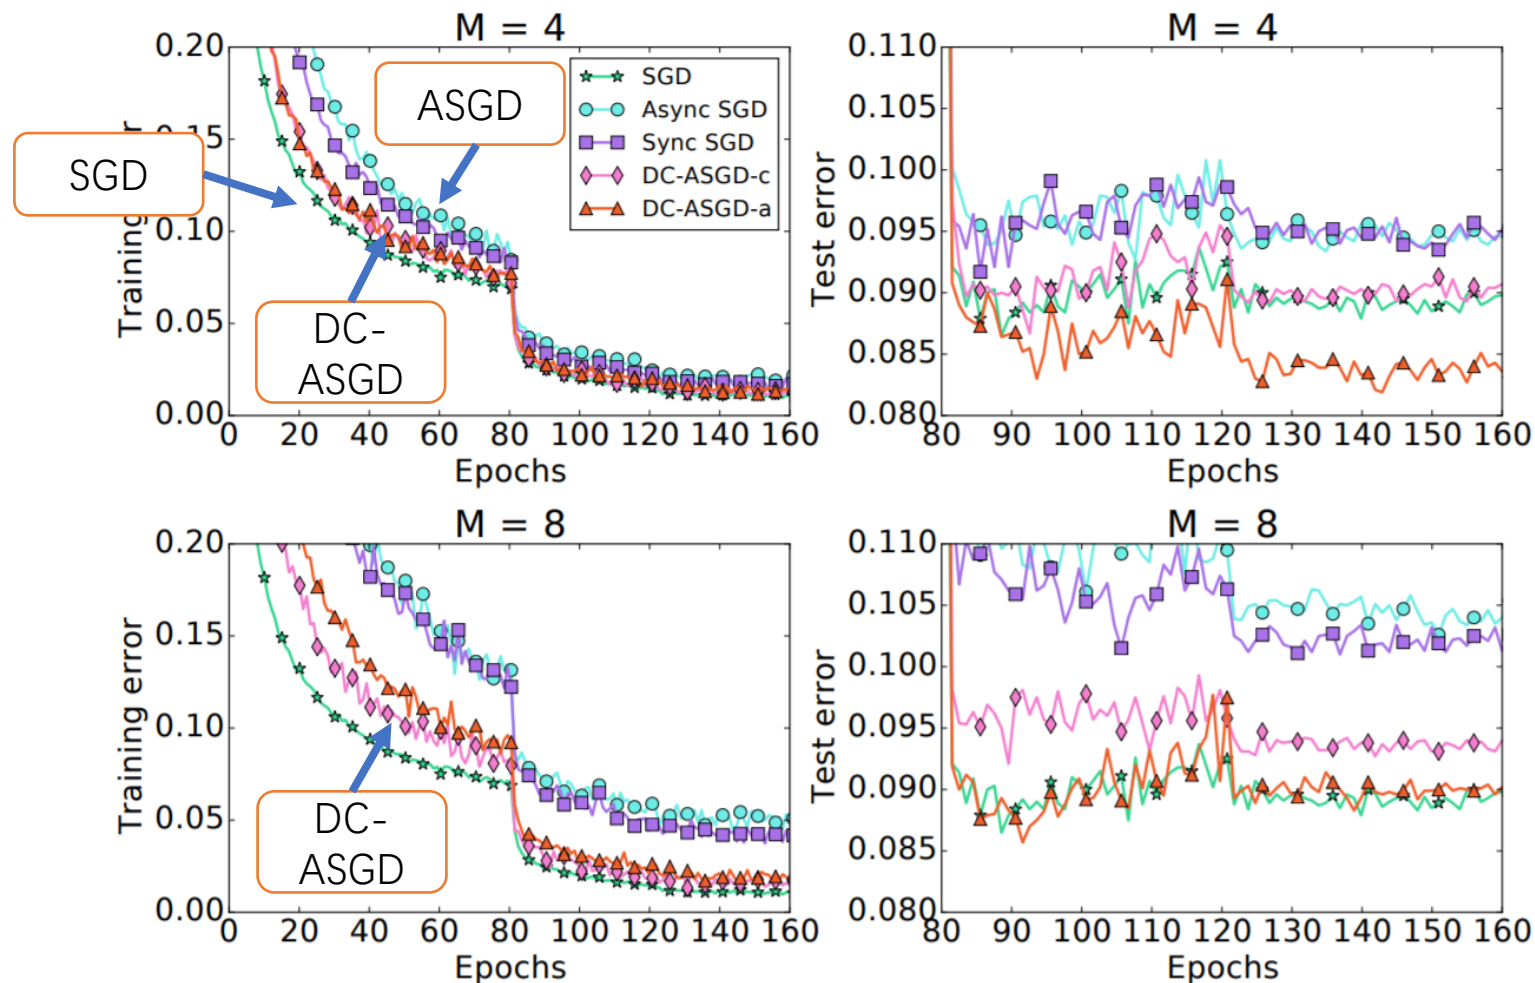 M = 4
0.20
0.15
0.10
0.05
0.00
Training error
0 20 40 60 80 100 120 140 160
Epochs
SGD
Async SGD
Sync SGD
DC-ASGD-c
DC-ASGD-a
SGD
ASGD
DC-
ASGD
M = 4
0.110
0.105
0.100
0.095
0.090
0.085
0.080
Test error
80 90 100 110 120 130 140 150 160
Epochs
M = 8
0.20
0.15
0.10
0.05
0.00
Training error
0 20 40 60 80 100 120 140 160
Epochs
DC-
ASGD
M = 8
0.110
0.105
0.100
0.095
0.090
0.085
0.080
Test error
80 90 100 110 120 130 140 150 160
Epochs